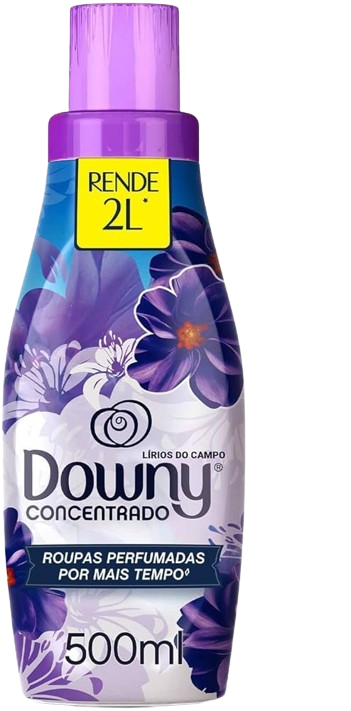 RENDE
2L*
LÍRIOS DO CAMPO
Downy®
CONCENTRADO
ROUPAS PERFUMADAS
POR MAIS TEMPO◊
500ml